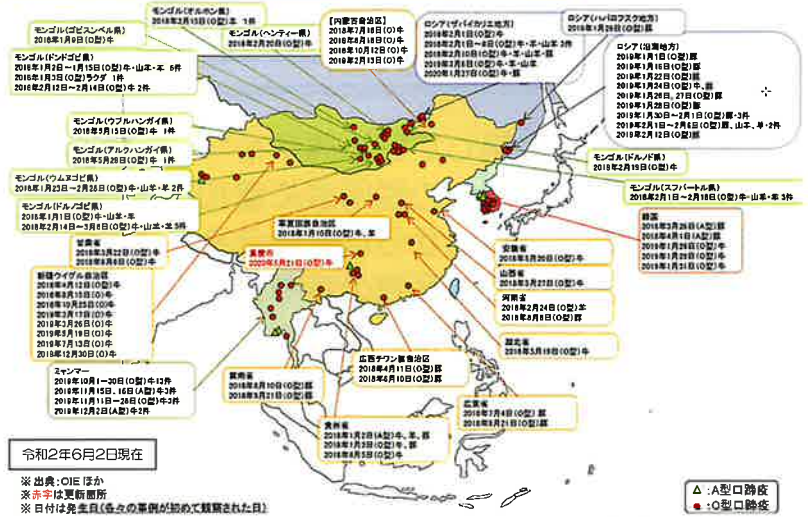 モンゴル(オルホン県)
2018年2月15日(O型)羊 1件
モンゴル(ゴビスンベル県)
2018年1月9日(O型)牛
モンゴル(ヘンティー県)
2018年2月20日(O型)牛
【内蒙古自治区】
2018年7月18日(O)牛
2018年8月18日(O)牛
2018年10月12日(O)牛
2019年2月13日(O)牛
ロシア(ザバイカリエ地方)
2018年2月1日(O型)牛
2018年2月1日~8日(O型)牛・羊・山羊 3件
2018年2月10日(O型)牛・羊・山羊・豚
2019年3月6日(O型)牛・羊・山羊
2020年1月27日(O型)牛・豚
ロシア(ハバロフスク地方)
2019年1月29日(O型)豚
ロシア(沿海地方)
2019年1月1日(O型)豚
2019年1月16日(O型)豚
2019年1月22日(O型)豚
2019年1月24日(O型)牛、豚
2019年1月26日、27日(O型)豚
2019年1月28日(O型)豚
2019年1月30日~2月1日(O型)豚・3件
2019年2月1日~2月6日(O型)豚、山羊、羊・2件
2019年2月12日(O型)豚
モンゴル(ドンドゴビ県)
2018年1月2日~1月15日(O型)牛・山羊・羊 6件
2018年1月3日(O型)ラクダ 1件
2018年2月12日~2月14日(O型)牛 2件
モンゴル(ウブルハンガイ県)
2018年3月15日(O型)牛 1件
モンゴル(アルクハンガイ県)
2018年5月28日(O型)牛 1件
モンゴル(ウムヌゴビ県)
2018年1月23日~2月28日(O型)牛・山羊・羊 2件
モンゴル(ドルノゴビ県)
2018年1月1日(O型)牛・山羊・羊
2018年2月14日~3月6日(O型)牛・山羊・羊 5件
モンゴル(ドルノド県)
2018年2月19日(O型)牛
モンゴル(スフバートル県)
2018年2月1日~2月18日(O型)牛・山羊・羊 3件
韓国
2018年3月26日(A型)豚
2018年4月1日(A型)豚
2019年1月28日(O型)牛
2019年1月29日(O型)牛
2019年1月31日(O型)牛
甘粛省
2018年3月22日(O型)牛
寧夏回族自治区
2018年1月10日(O型)牛、羊
重慶市
2020年5月21日(O型)牛
安徽省
2018年5月20日(O型)牛
山西省
2018年3月27日(O型)牛
河南省
2018年2月24日(O型)羊
2018年8月8日(O型)豚
湖北省
2018年3月19日(O型)牛
新疆ウイグル自治区
2018年4月12日(O型)牛
2018年8月15日(O)牛
2018年10月25日(O)牛
2019年3月17日(O)牛
2019年3月26日(O)牛
2019年5月19日(O)牛
2019年7月13日(O)牛
2019年12月30日(O)牛
ミャンマー
2019年10月1~30日(O型)牛13件
2019年11月15日、16日(A型)牛3件
2019年11月11日~28日(O型)牛3件
2019年12月2日(A型)牛2件
雲南省
2018年8月10日(O型)豚
2018年9月21日(O型)豚
広西チワン族自治区
2018年4月11日(O型)豚
2018年6月10日(O型)豚
貴州省
2018年1月2日(A型)牛、羊、豚
2018年1月3日(O型)牛、豚
2018年6月5日(O型)牛
広東省
2018年7月4日(O型)豚
2018年8月21日(O型)豚
令和2年6月2日現在
※出典:OIEほか
※赤字は更新箇所
※日付は発生日(各々の事例が初めて観察された日)
:A型口蹄疫
:O型口蹄疫